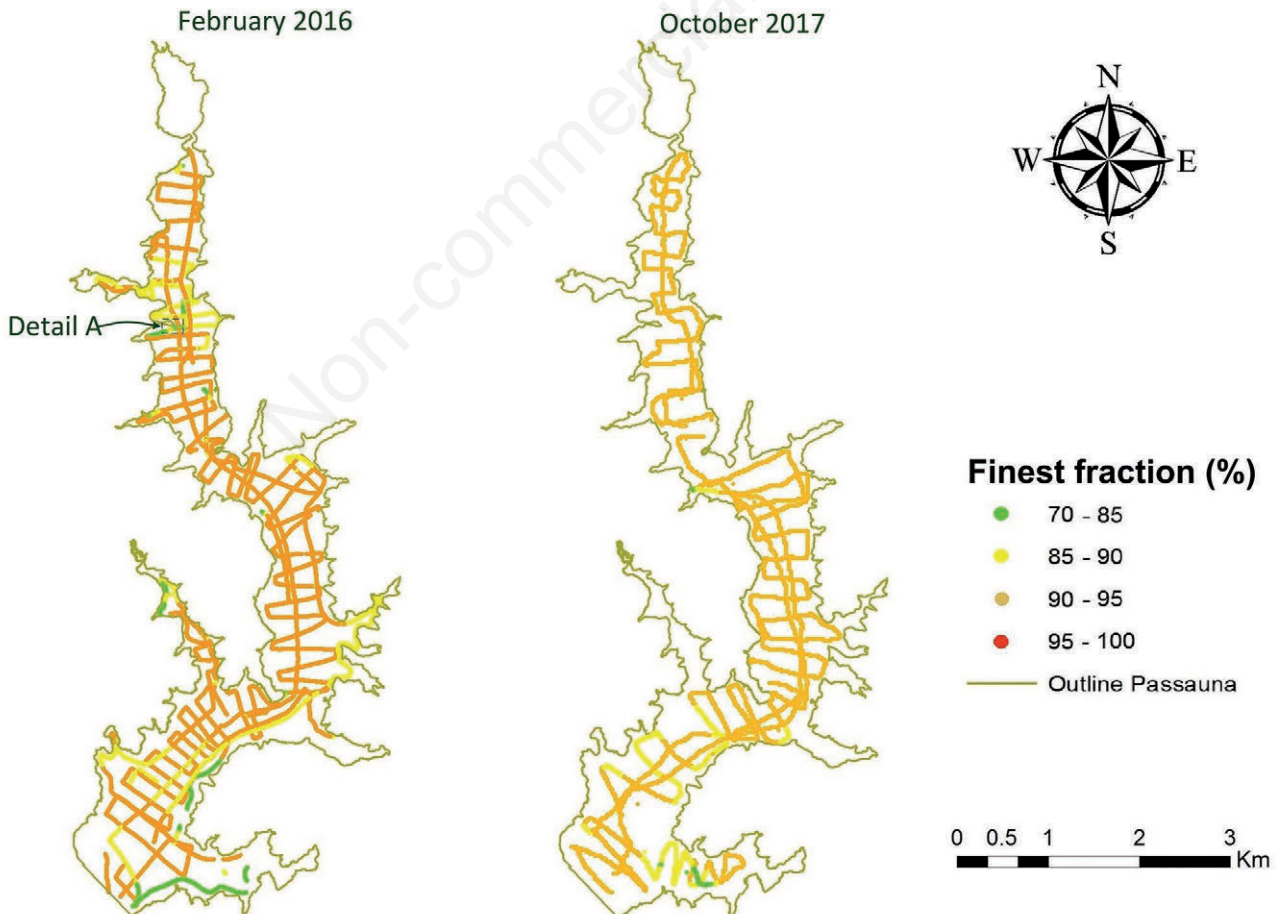 February 2016
October 2017
Non-commercial
N
W
E
S
Detail A
Finest fraction (%)
70 - 85
85 - 90
90 - 95
95 - 100
Outline Passauna
0 0.5 1 2 3
Km